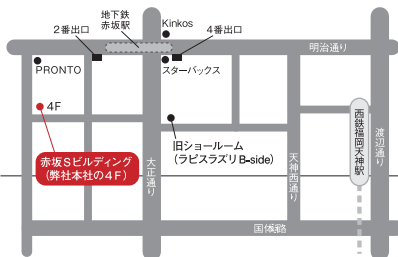 地下鉄
赤坂駅
Kinkos
2番出口
4番出口
明治通り
PRONTO
スターバックス
4F
旧ショールーム
(ラピスラズリB-side)
赤坂Sビルディング
(弊社本社の4F)
大正通り
天神西通り
西鉄福岡天神駅
渡辺通り
国体道路